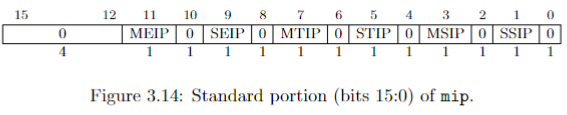 15 12 11 10 9 8 7 6 5 4 3 2 1 0
0 MEIP 0 SEIP 0 MTIP 0 STIP 0 MSIP 0 SSIP 0
4 1 1 1 1 1 1 1 1 1 1 1 1
Figure 3.14: Standard portion (bits 15:0) of mip.